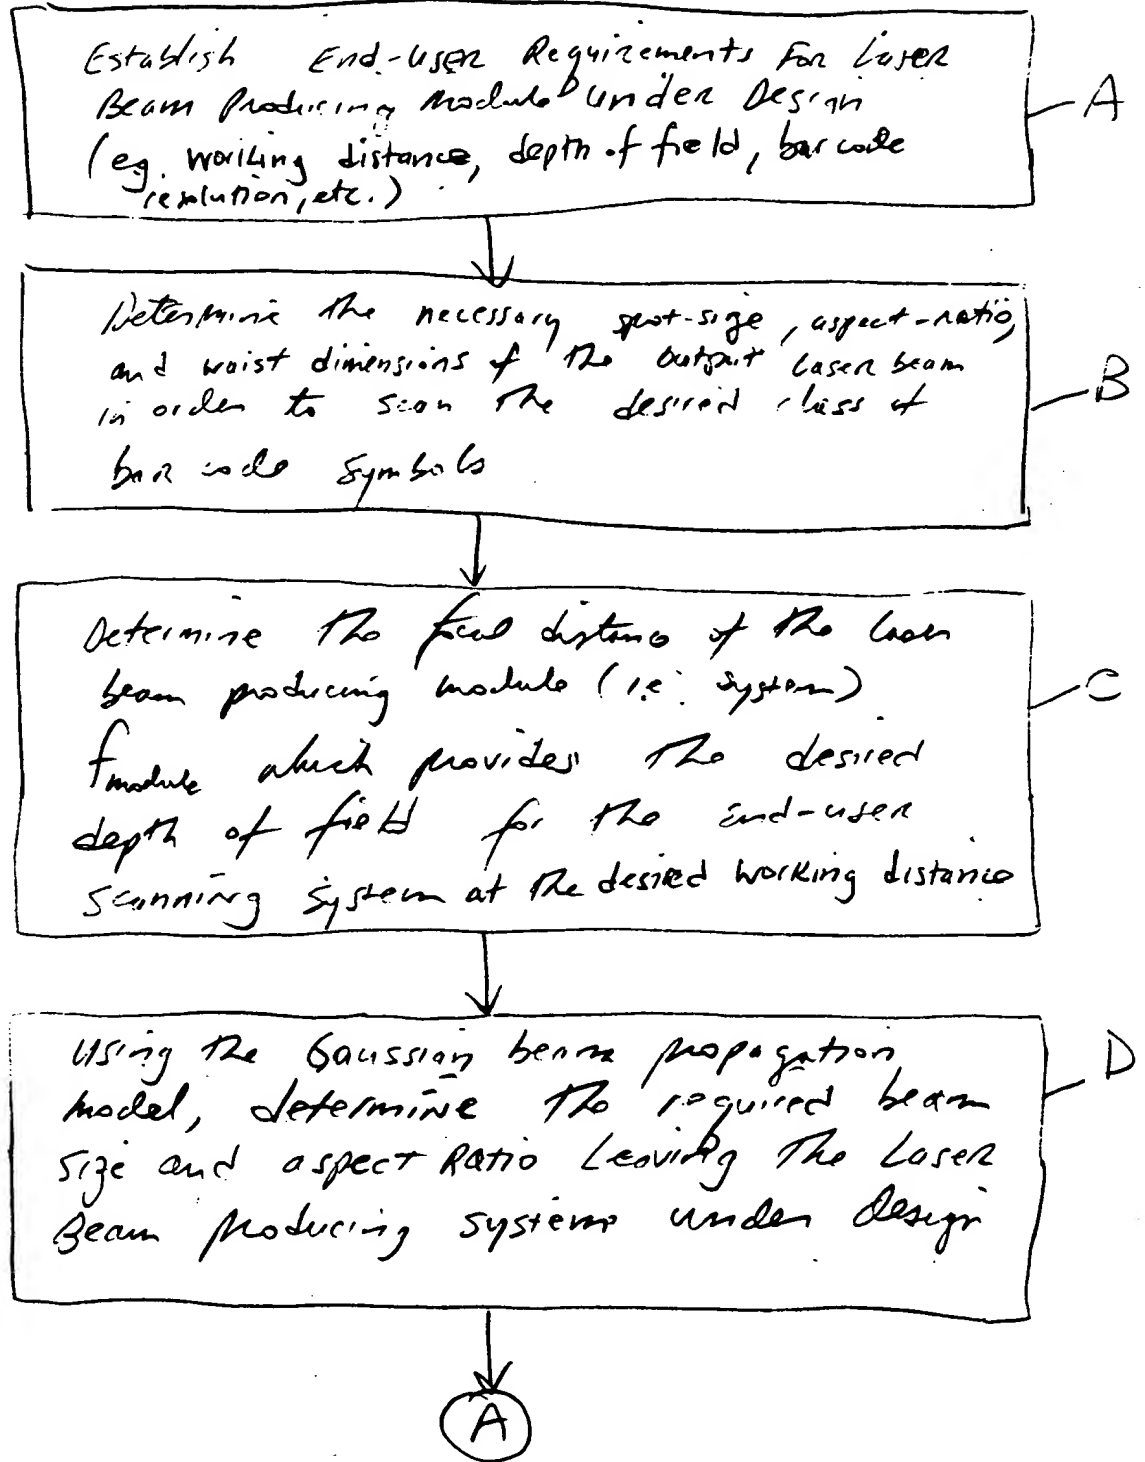 Establish End-user Requirements For Laser
Beam Producing Module Under Design
(eg. working distance, depth of field, bar code
resolution, etc.)
A
Determine the necessary spot-size, aspect-ratio,
and waist dimensions of the output laser beam
in order to scan the desired class of
bar code symbols
B
Determine the focal distance of the laser
beam producing module (i.e. system)
fmodule which provides the desired
depth of field for the end-user
scanning system at the desired working distance
C
Using the Gaussian beam propagation
model, determine the required beam
size and aspect Ratio Leaving The Laser
Beam producing systems under design
D
A